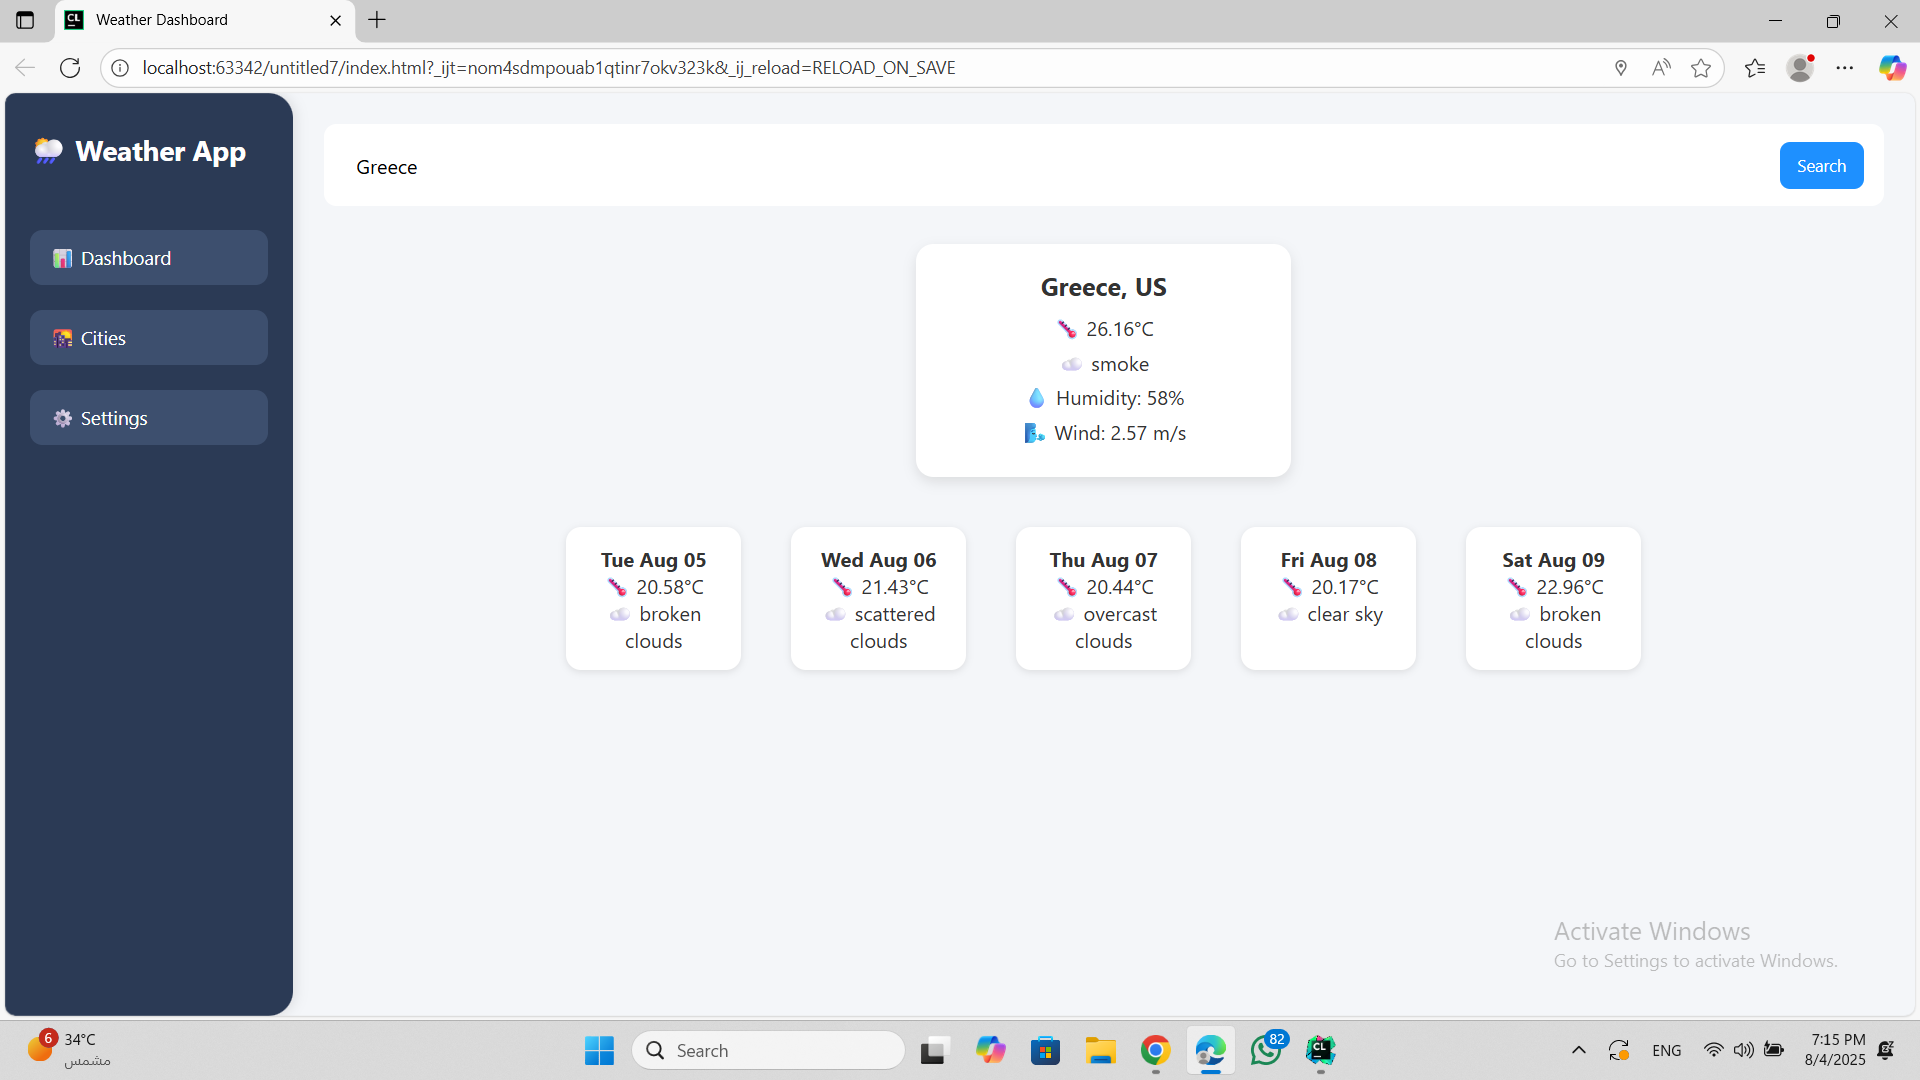 Weather Dashboard
localhost:63342/untitled7/index.html?_ijt=nom4sdmpouab1qtinr7okv323k&_ij_reload=RELOAD_ON_SAVE
Weather App
Dashboard
Cities
Settings
Greece
Search
Greece, US
26.16°C
smoke
Humidity: 58%
Wind: 2.57 m/s
Tue Aug 05
20.58°C
broken
clouds
Wed Aug 06
21.43°C
scattered
clouds
Thu Aug 07
20.44°C
overcast
clouds
Fri Aug 08
20.17°C
clear sky
Sat Aug 09
22.96°C
broken
clouds
Activate Windows
Go to Settings to activate Windows.
6
34°C
مشمس
Search
82
CL
ENG
7:15 PM
8/4/2025